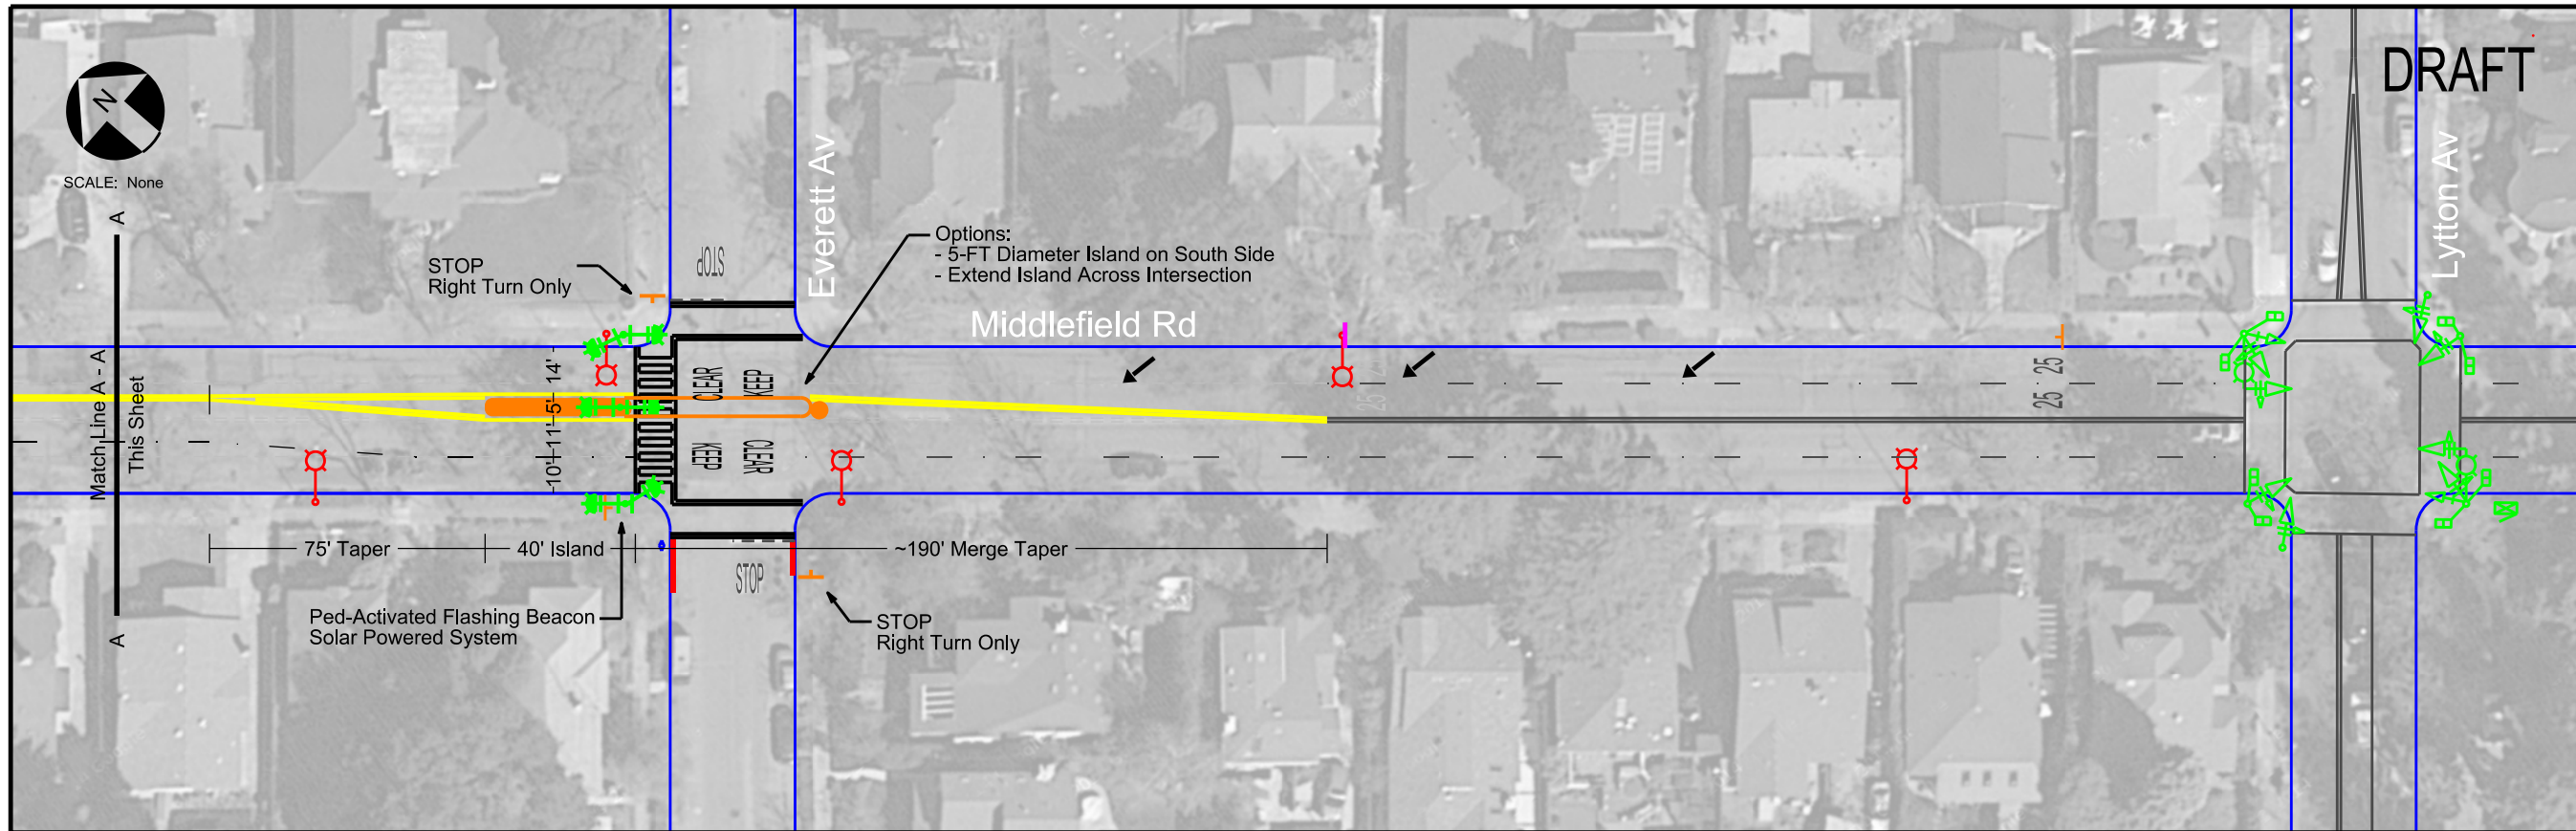 DRAFT
N
SCALE: None
A
Match Line A - A
This Sheet
A
STOP
Right Turn Only
STOP
Everett Av
Options:
- 5-FT Diameter Island on South Side
- Extend Island Across Intersection
Middlefield Rd
Lytton Av
10' 11' 5' 14'
CLEAR
KEEP
KEEP
CLEAR
25 25
25
75' Taper
40' Island
~190' Merge Taper
STOP
Ped-Activated Flashing Beacon
Solar Powered System
STOP
Right Turn Only